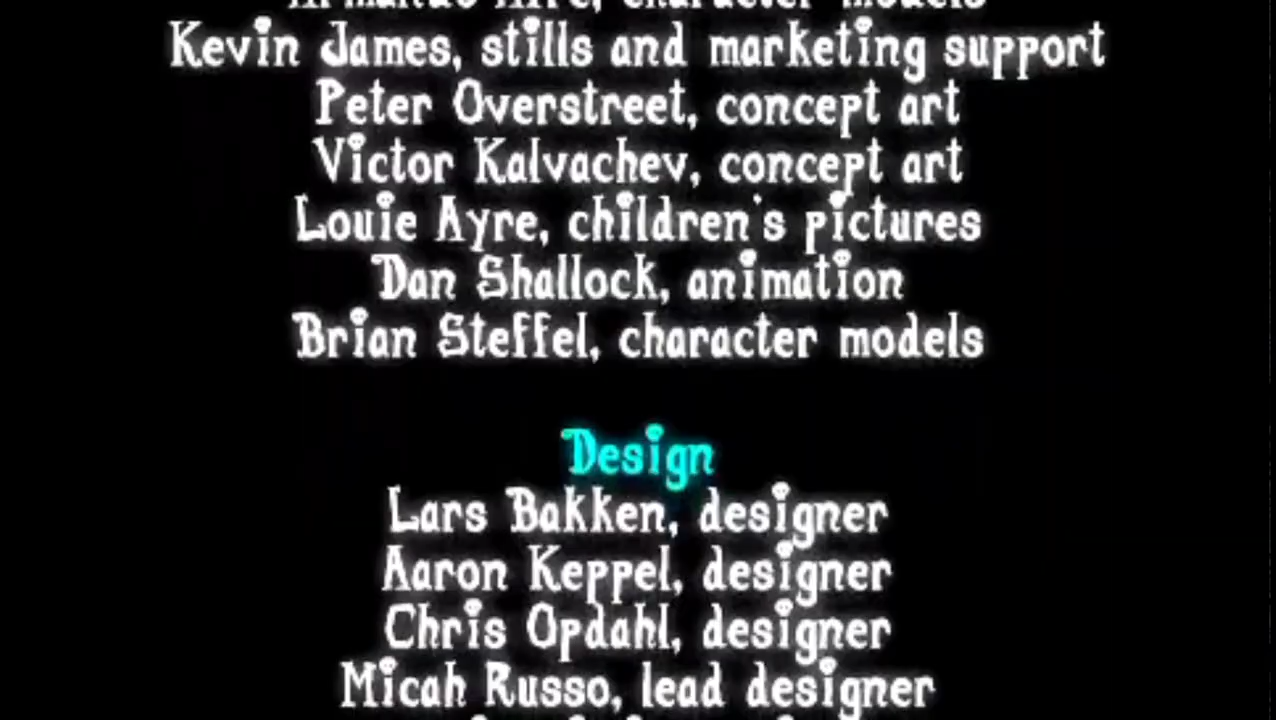 character models
Kevin James, stills and marketing support
Peter Overstreet, concept art
Victor Kalvachev, concept art
Louie Ayre, children's pictures
Dan Shallock, animation
Brian Steffel, character models
Design
Lars Bakken, designer
Aaron Keppel, designer
Chris Opdahl, designer
Micah Russo, lead designer